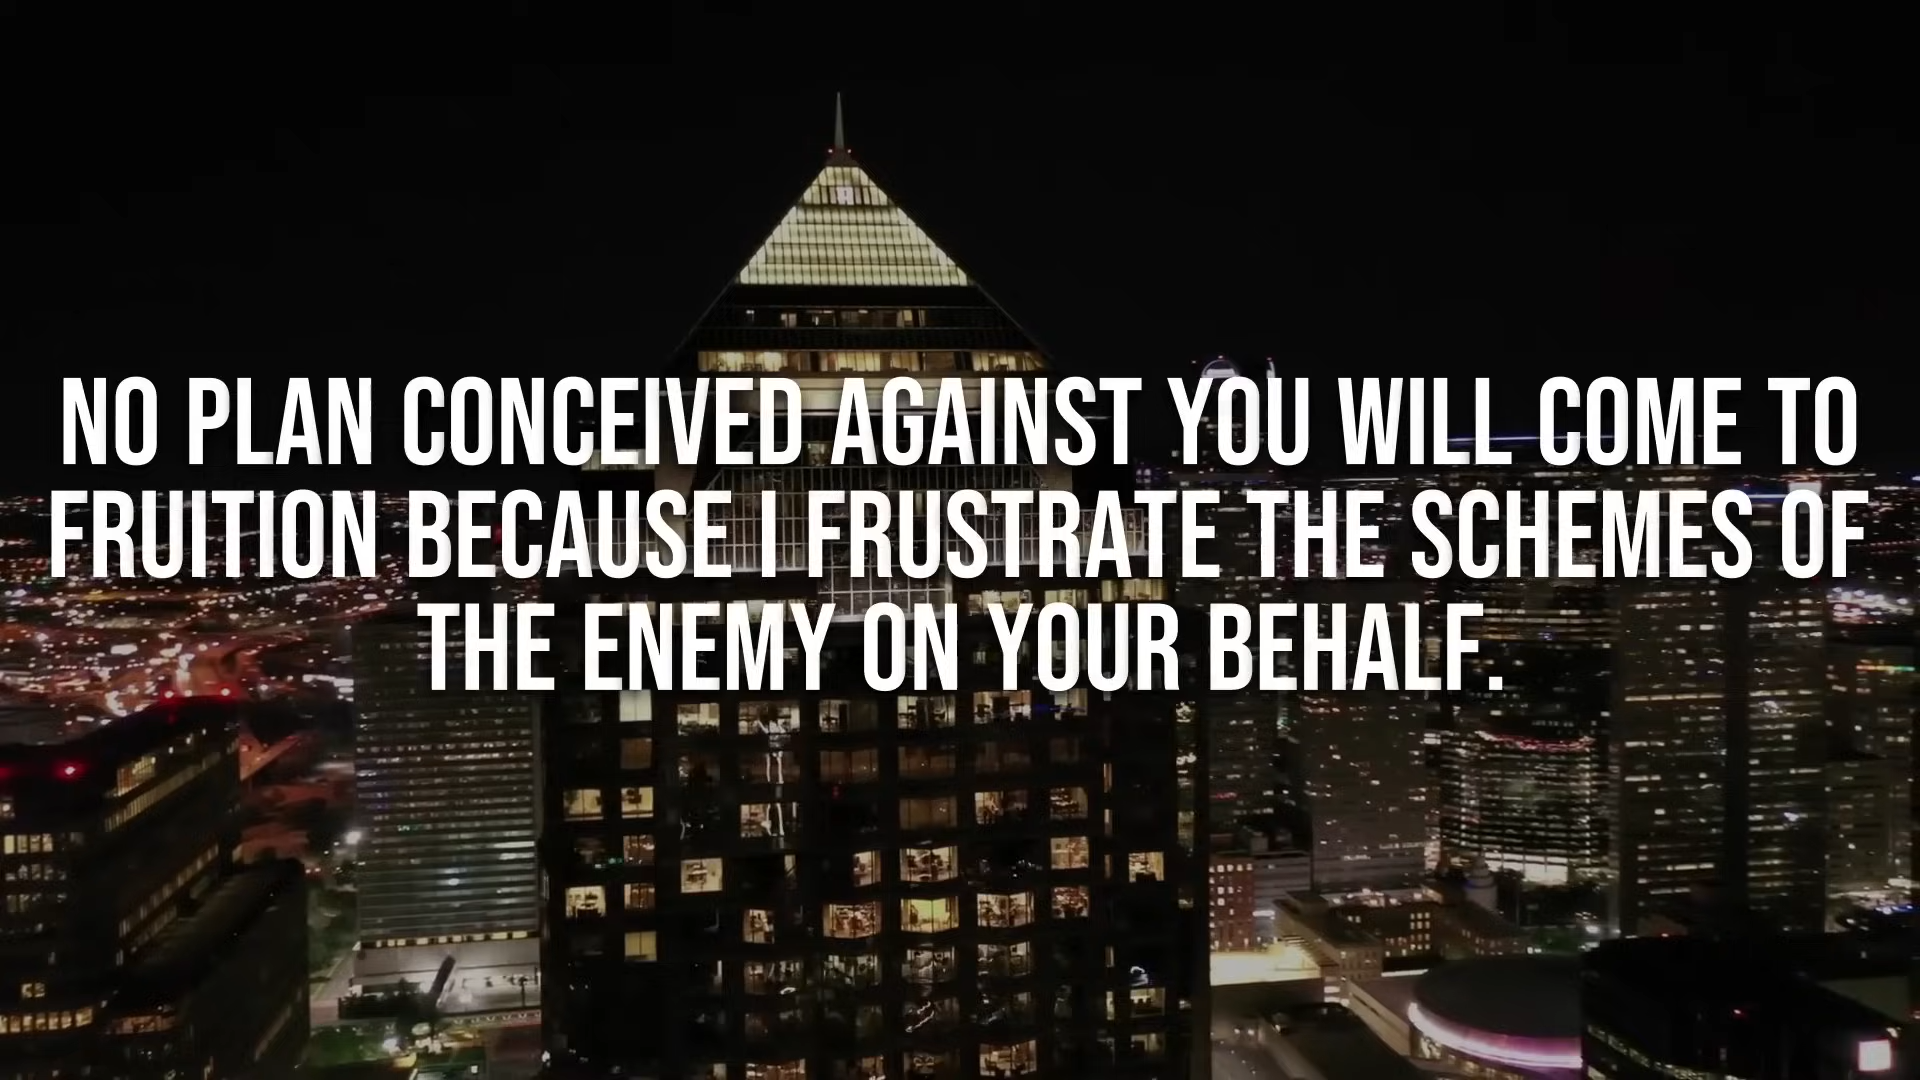 NO PLAN CONCEIVED AGAINST YOU WILL COME TO
FRUITION BECAUSE I FRUSTRATE THE SCHEMES OF
THE ENEMY ON YOUR BEHALF.